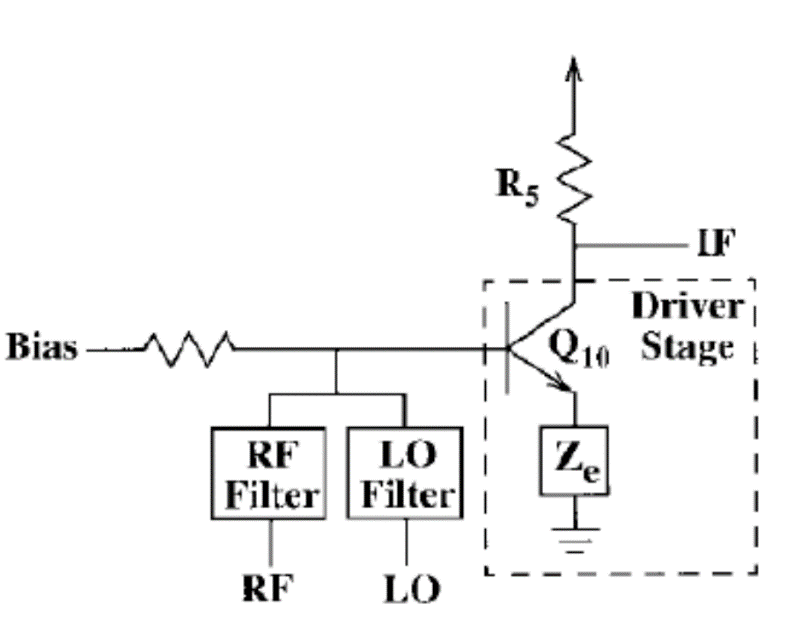 R5
IF
Driver
Stage
Q10
Bias
RF
Filter
LO
Filter
Ze
RF
LO